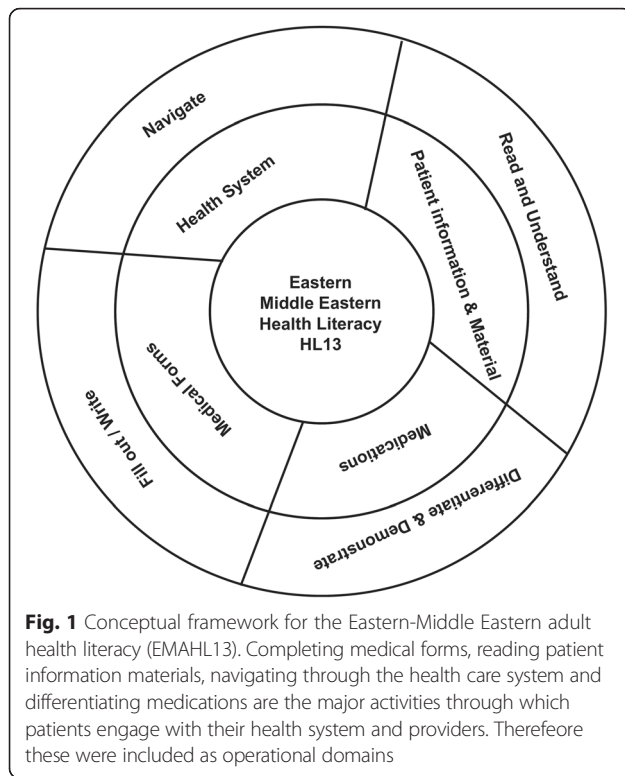 Navigate
Health System
Read and Understand
Patient information & Material
Eastern
Middle Eastern
Health Literacy
HL13
Medical Forms
Fill out / Write
Medications
Differentiate & Demonstrate
Fig. 1 Conceptual framework for the Eastern-Middle Eastern adult
health literacy (EMAHL13). Completing medical forms, reading patient
information materials, navigating through the health care system and
differentiating medications are the major activities through which
patients engage with their health system and providers. Therefeore
these were included as operational domains